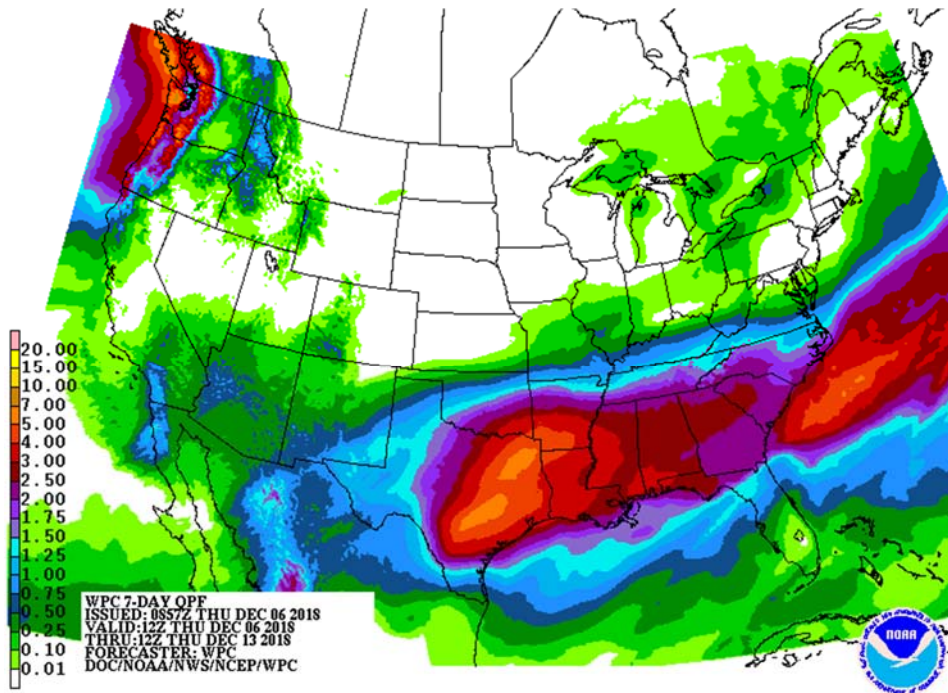 20.00
15.00
10.00
7.00
5.00
4.00
3.00
2.50
2.00
1.75
1.50
1.25
1.00
0.75
0.50
0.25
0.10
0.01
WPC 7-DAY QPF
ISSUED: 0857Z THU DEC 06 2018
VALID: 12Z THU DEC 06 2018
THRU: 12Z THU DEC 13 2018
FORECASTER: WPC
DOC/NOAA/NWS/NCEP/WPC
NOAA